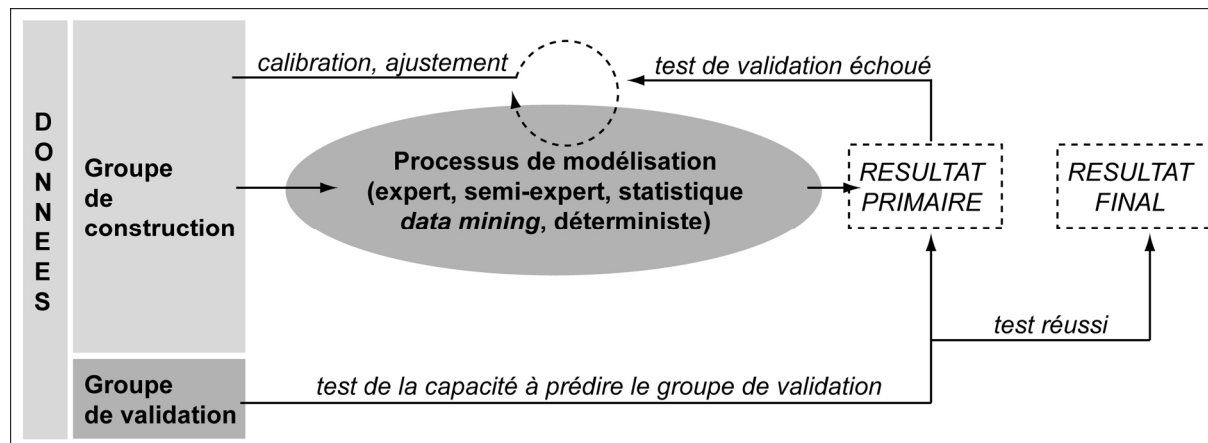 DONNEES
Groupe
de
construction
calibration, ajustement
test de validation échoué
Processus de modélisation
(expert, semi-expert, statistique
data mining, déterministe)
RESULTAT
PRIMAIRE
RESULTAT
FINAL
test réussi
Groupe
de validation
test de la capacité à prédire le groupe de validation